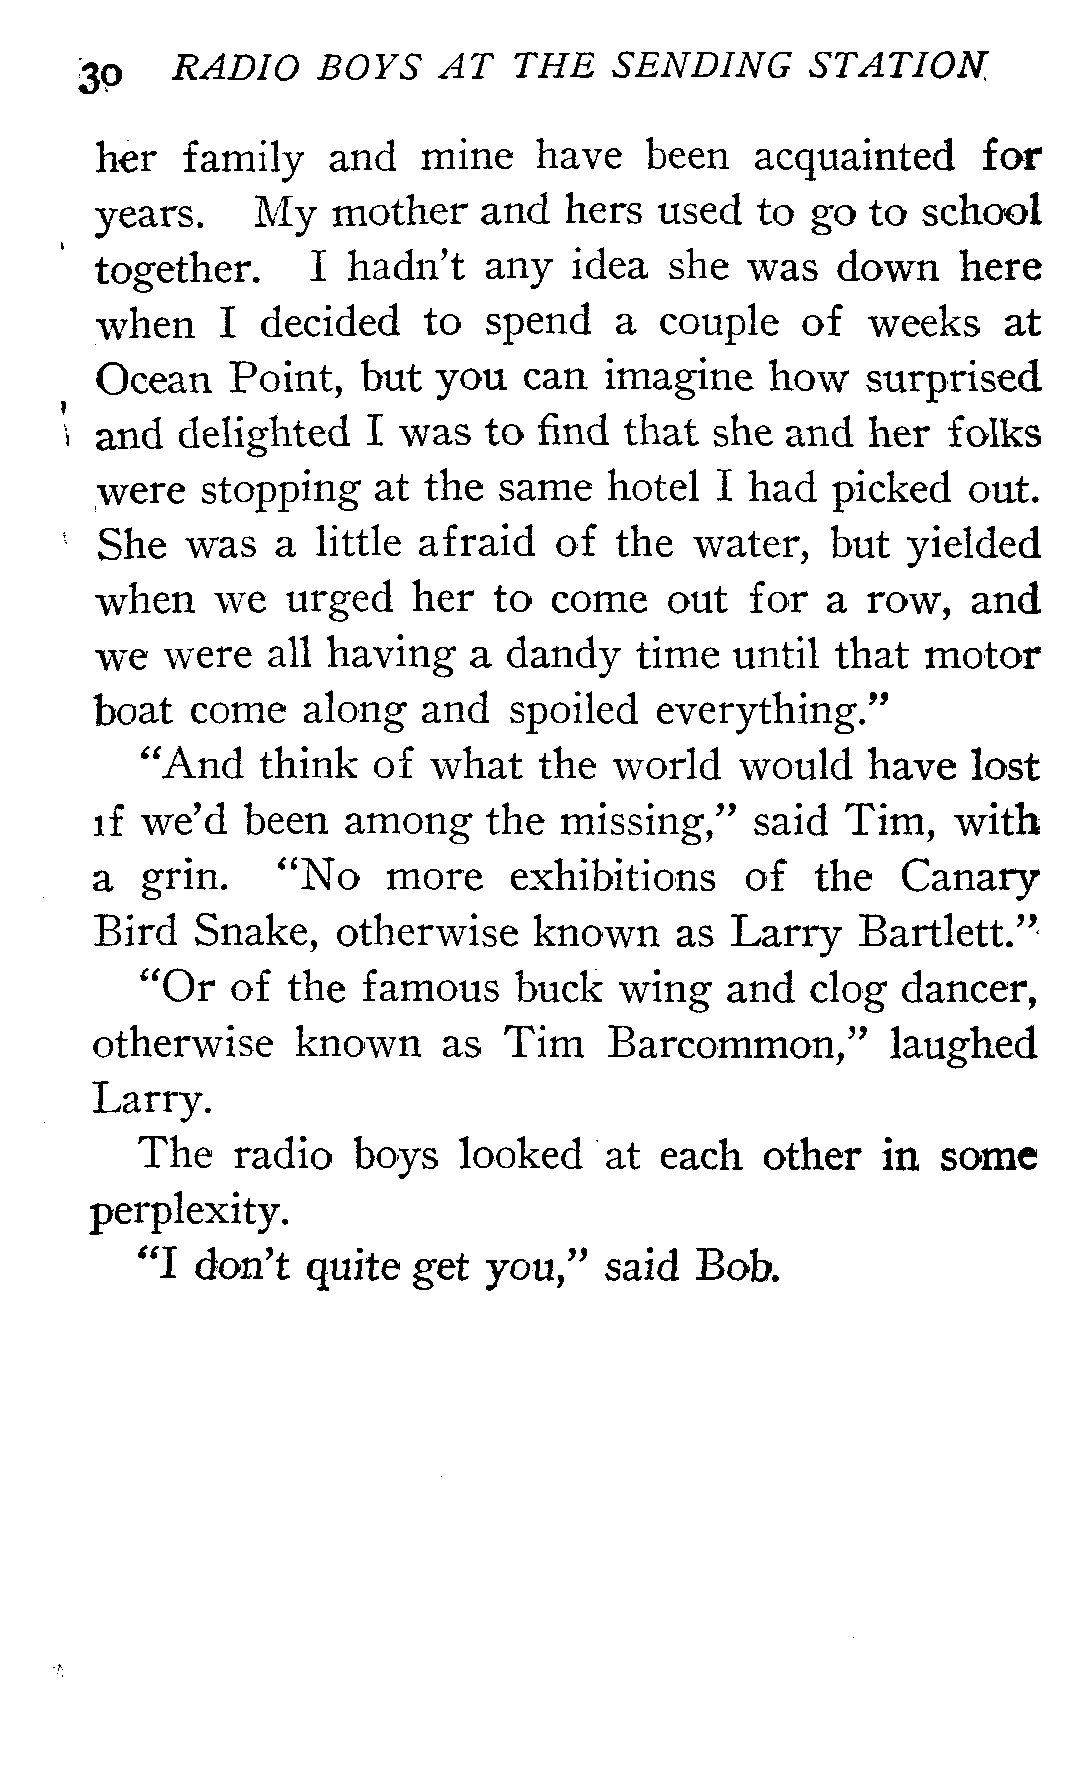 30 RADIO BOYS AT THE SENDING STATION
her family and mine have been acquainted for
years. My mother and hers used to go to school
together. I hadn't any idea she was down here
when I decided to spend a couple of weeks at
Ocean Point, but you can imagine how surprised
and delighted I was to find that she and her folks
were stopping at the same hotel I had picked out.
She was a little afraid of the water, but yielded
when we urged her to come out for a row, and
we were all having a dandy time until that motor
boat come along and spoiled everything."
"And think of what the world would have lost
if we'd been among the missing," said Tim, with
a grin. "No more exhibitions of the Canary
Bird Snake, otherwise known as Larry Bartlett."
"Or of the famous buck wing and clog dancer,
otherwise known as Tim Barcommon," laughed
Larry.
The radio boys looked at each other in some
perplexity.
"I don't quite get you," said Bob.